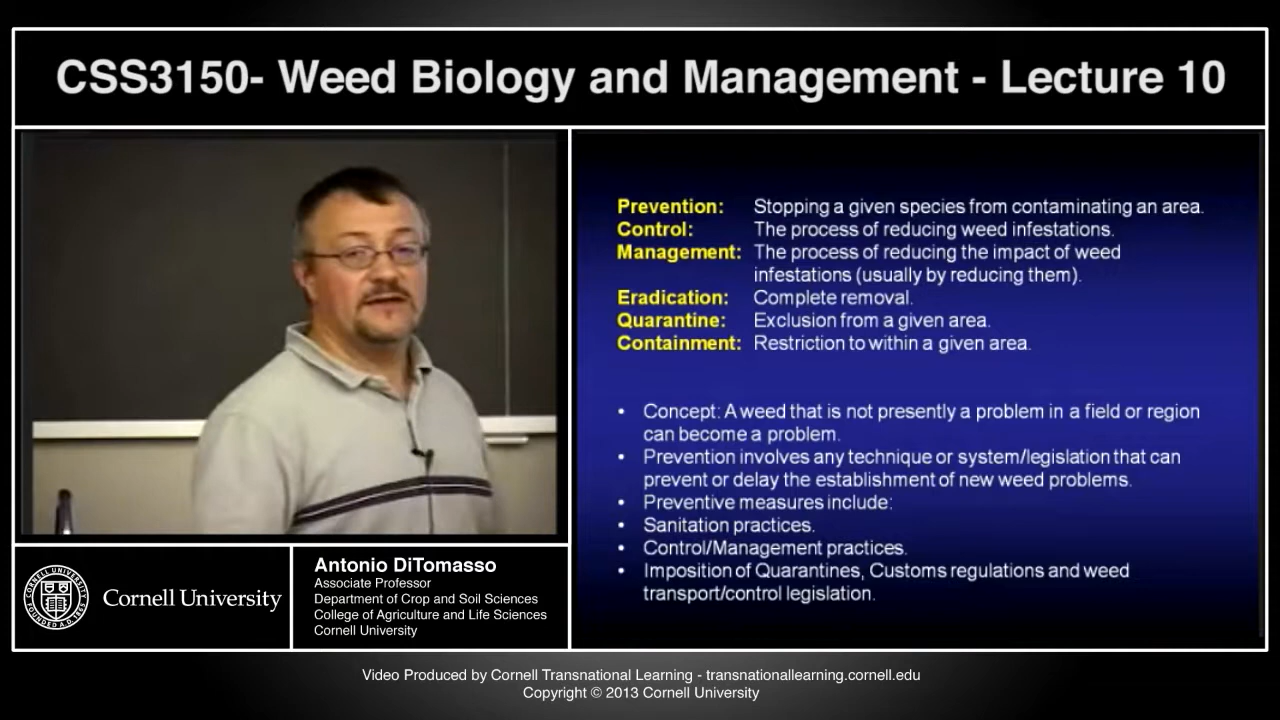 CSS3150- Weed Biology and Management - Lecture 10
Prevention: Stopping a given species from contaminating an area.
Control: The process of reducing weed infestations.
Management: The process of reducing the impact of weed
infestations (usually by reducing them).
Eradication: Complete removal.
Quarantine: Exclusion from a given area.
Containment: Restriction to within a given area.
• Concept: A weed that is not presently a problem in a field or region
can become a problem.
• Prevention involves any technique or system/legislation that can
prevent or delay the establishment of new weed problems.
• Preventive measures include:
• Sanitation practices.
• Control/Management practices.
• Imposition of Quarantines, Customs regulations and weed
transport/control legislation.
Cornell University
Antonio DiTomasso
Associate Professor
Department of Crop and Soil Sciences
College of Agriculture and Life Sciences
Cornell University
Video Produced by Cornell Transnational Learning - transnationallearning.cornell.edu
Copyright © 2013 Cornell University